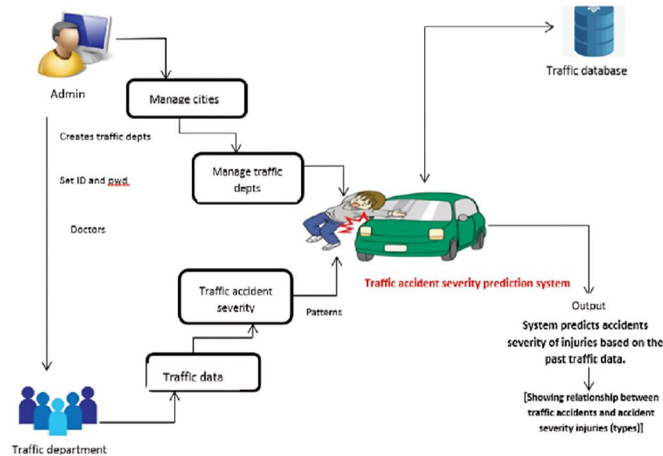 Admin
Traffic database
Manage cities
Creates traffic depts
Set ID and pwd
Manage traffic
depts
Doctors
Traffic accident severity prediction system
Traffic accident
severity
Patterns
Output
System predicts accidents
severity of injuries based on the
past traffic data.
Traffic data
[Showing relationship between
traffic accidents and accident
severity injuries (types)]
Traffic department